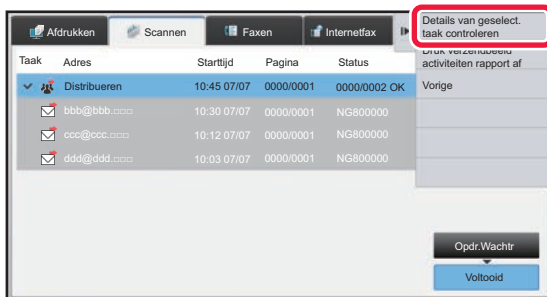 Afdrukken
Scannen
Faxen
Internetfax
Details van geselect.
taak controleren
Druk verzendbeeld
activiteiten rapport af
Vorige
Taak Adres Starttijd Pagina Status
Distribueren 10:45 07/07 0000/0001 0000/0002 OK
bbb@bbb.□□□ 10:30 07/07 0000/0001 NG800000
ccc@ccc.□□□ 10:12 07/07 0000/0001 NG800000
ddd@ddd.□□□ 10:03 07/07 0000/0001 NG800000
Opdr.Wachtr
Voltooid